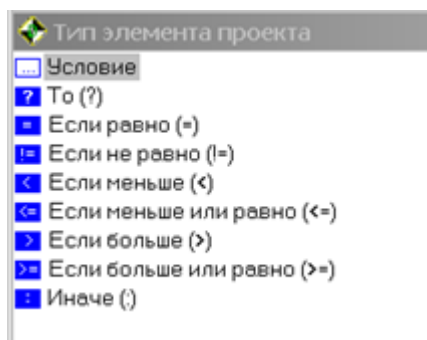 Тип элемента проекта
... Условие
? То (?)
= Если равно (=)
!= Если не равно (!=)
< Если меньше (<)
<= Если меньше или равно (<=)
> Если больше (>)
>= Если больше или равно (>=)
: Иначе (:)